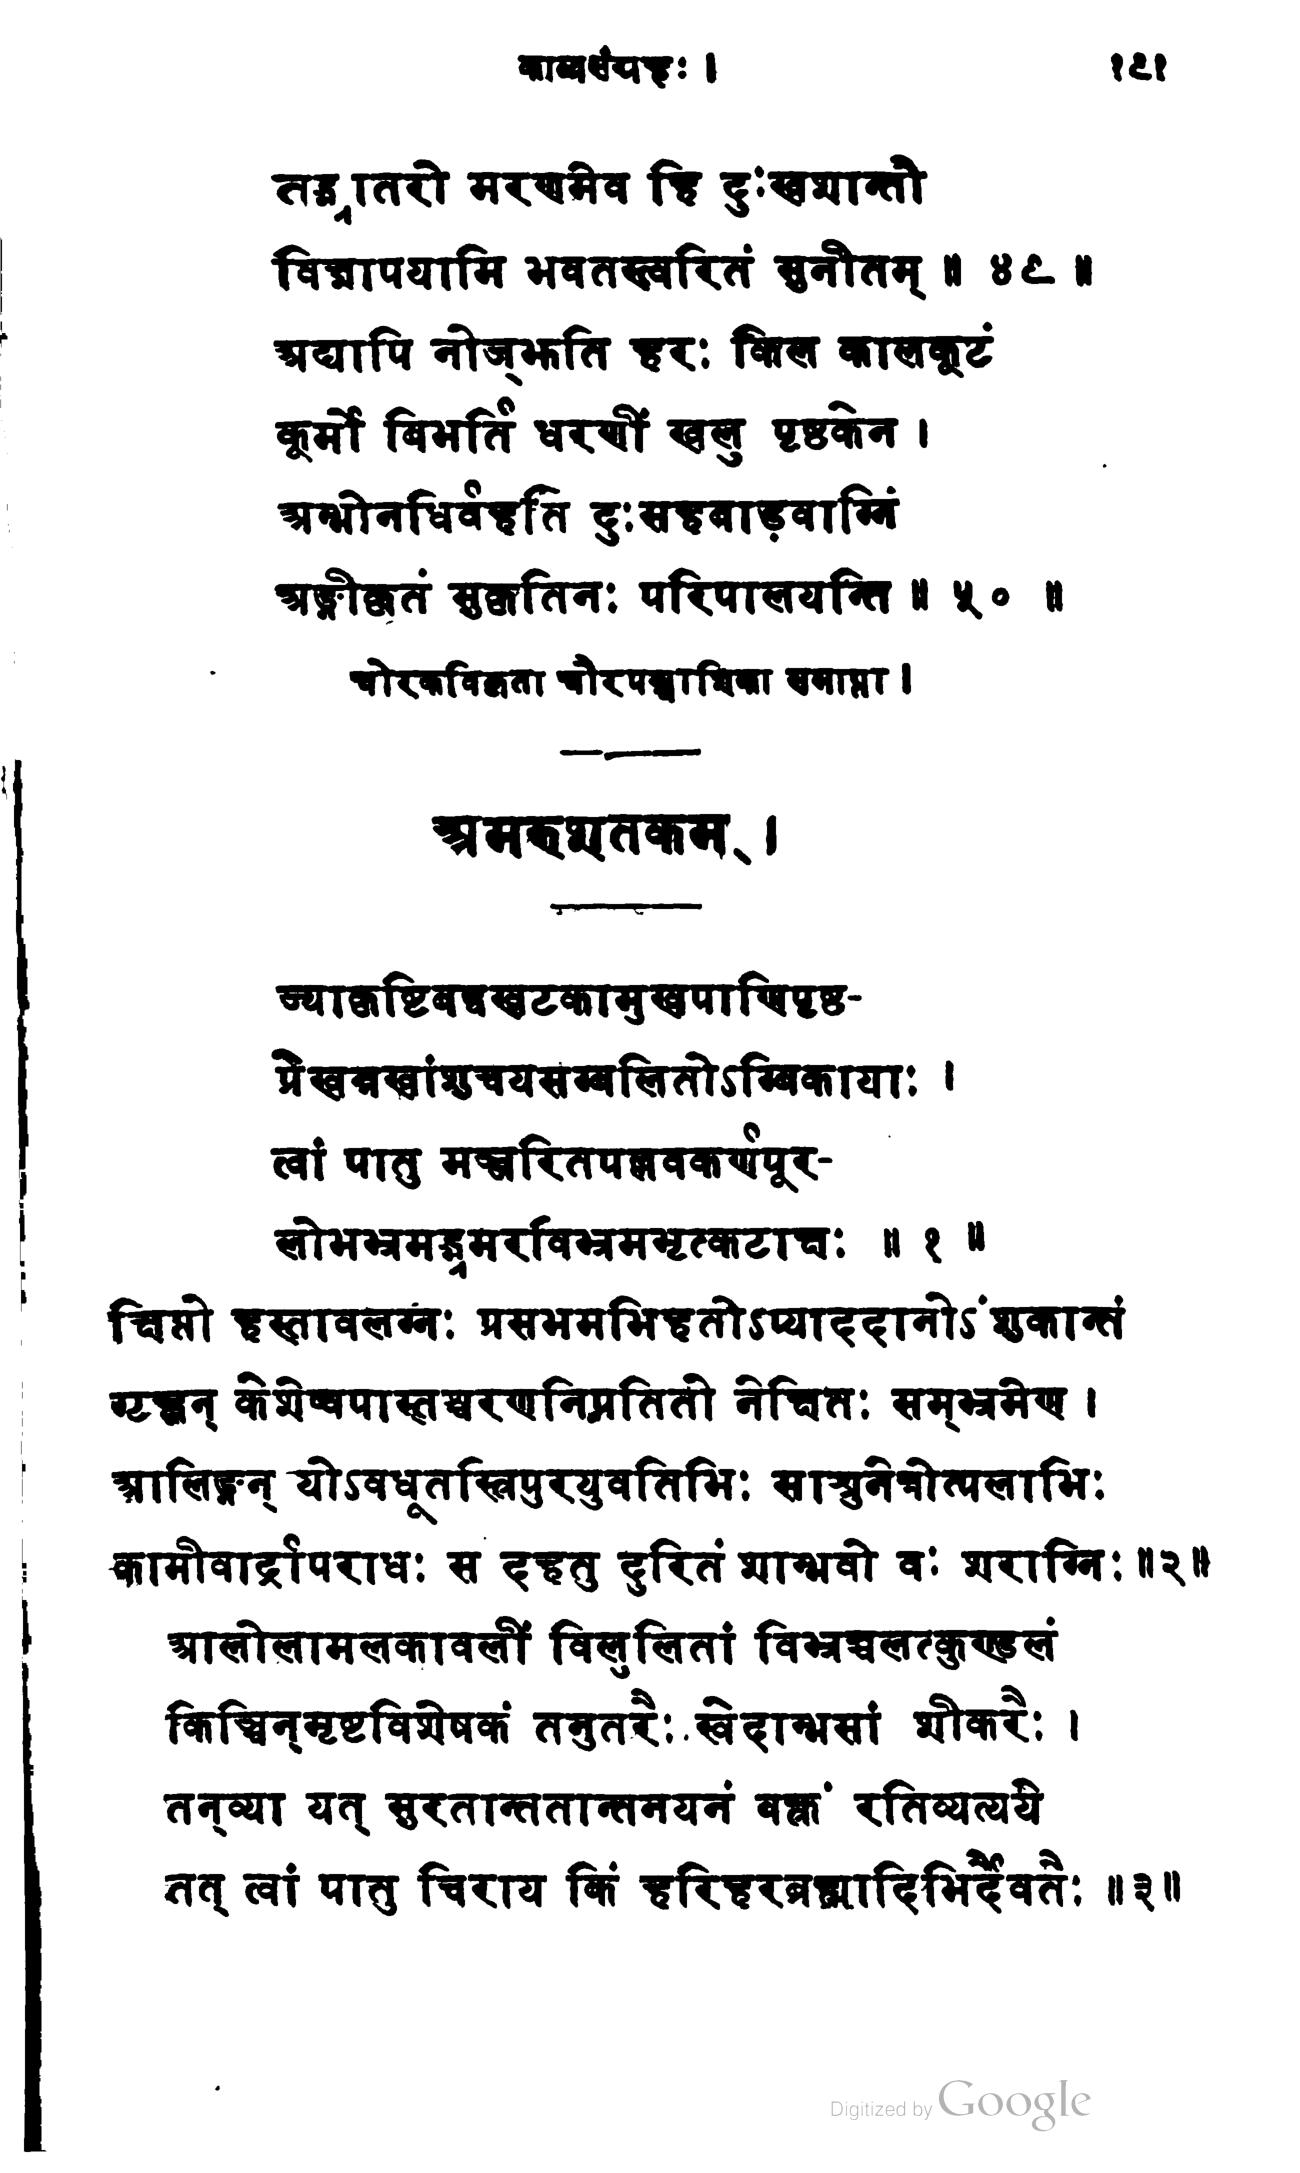 काव्यसंग्रहः । १९१
तद्भ्रातरो मरणमेव हि दुःखशान्तौ
विज्ञापयामि भवतस्त्वरितं सुनीतम् ॥ ४९ ॥
अद्यापि नोज्झति हरः किल कालकूटं
कूर्मो बिभर्ति धरणीं खलु पृष्ठकेन ।
अम्भोनधिर्वहति दुःसहवाड़वाग्निं
अङ्गीकृतं सुकृतिनः परिपालयन्ति ॥ ५० ॥
चोरकविकृता चौरपञ्चाशिका समाप्ता ।
अमरुशतकम् ।
ज्याकृष्टिबद्धखटकामुखपाणिपृष्ठ-
प्रेंखन्नखांशुचयसम्बलितोऽम्बिकायाः ।
त्वां पातु मञ्जरितपल्लवकर्णपूर-
लोभभ्रमद्भ्रमरविभ्रमभृत्कटाक्षः ॥ १ ॥
क्षिप्तो हस्तावलग्नः प्रसभमभिहतोऽप्याददानोऽंशुकान्तं
गृह्णन् केशेष्वपास्तश्चरणनिपतितो नेक्षितः सम्भ्रमेण ।
आलिङ्गन् योऽवधूतस्त्रिपुरयुवतिभिः साश्रुनेत्रोत्पलाभिः
कामीवार्द्रापराधः स दहतु दुरितं शाम्भवो वः शराग्निः ॥२॥
आलोलामलकावलीं विलुलितां विभ्रच्चलत्कुण्डलं
किञ्चिन्मृष्टविशेषकं तनुतरैः स्वेदाम्भसां शीकरैः ।
तन्व्या यत् सुरतान्ततान्तनयनं वक्त्रं रतिव्यत्यये
तत् त्वां पातु चिराय किं हरिहरब्रह्मादिभिर्दैवतैः ॥३॥
Digitized by Google